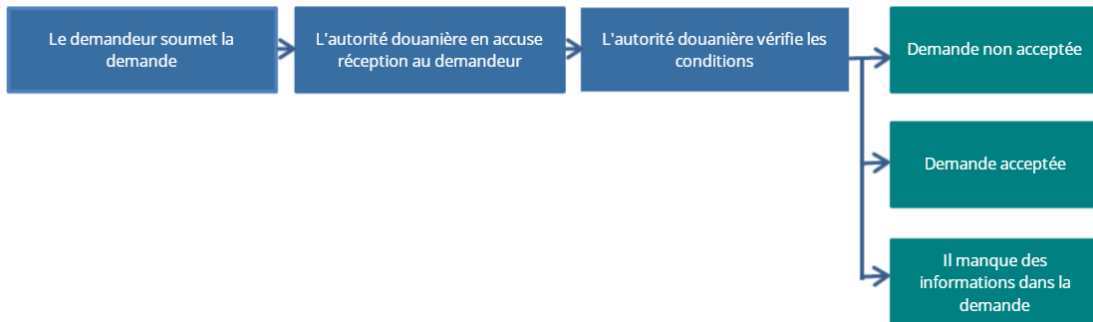 Le demandeur soumet la
demande
L'autorité douanière en accuse
réception au demandeur
L'autorité douanière vérifie les
conditions
Demande non acceptée
Demande acceptée
Il manque des
informations dans la
demande